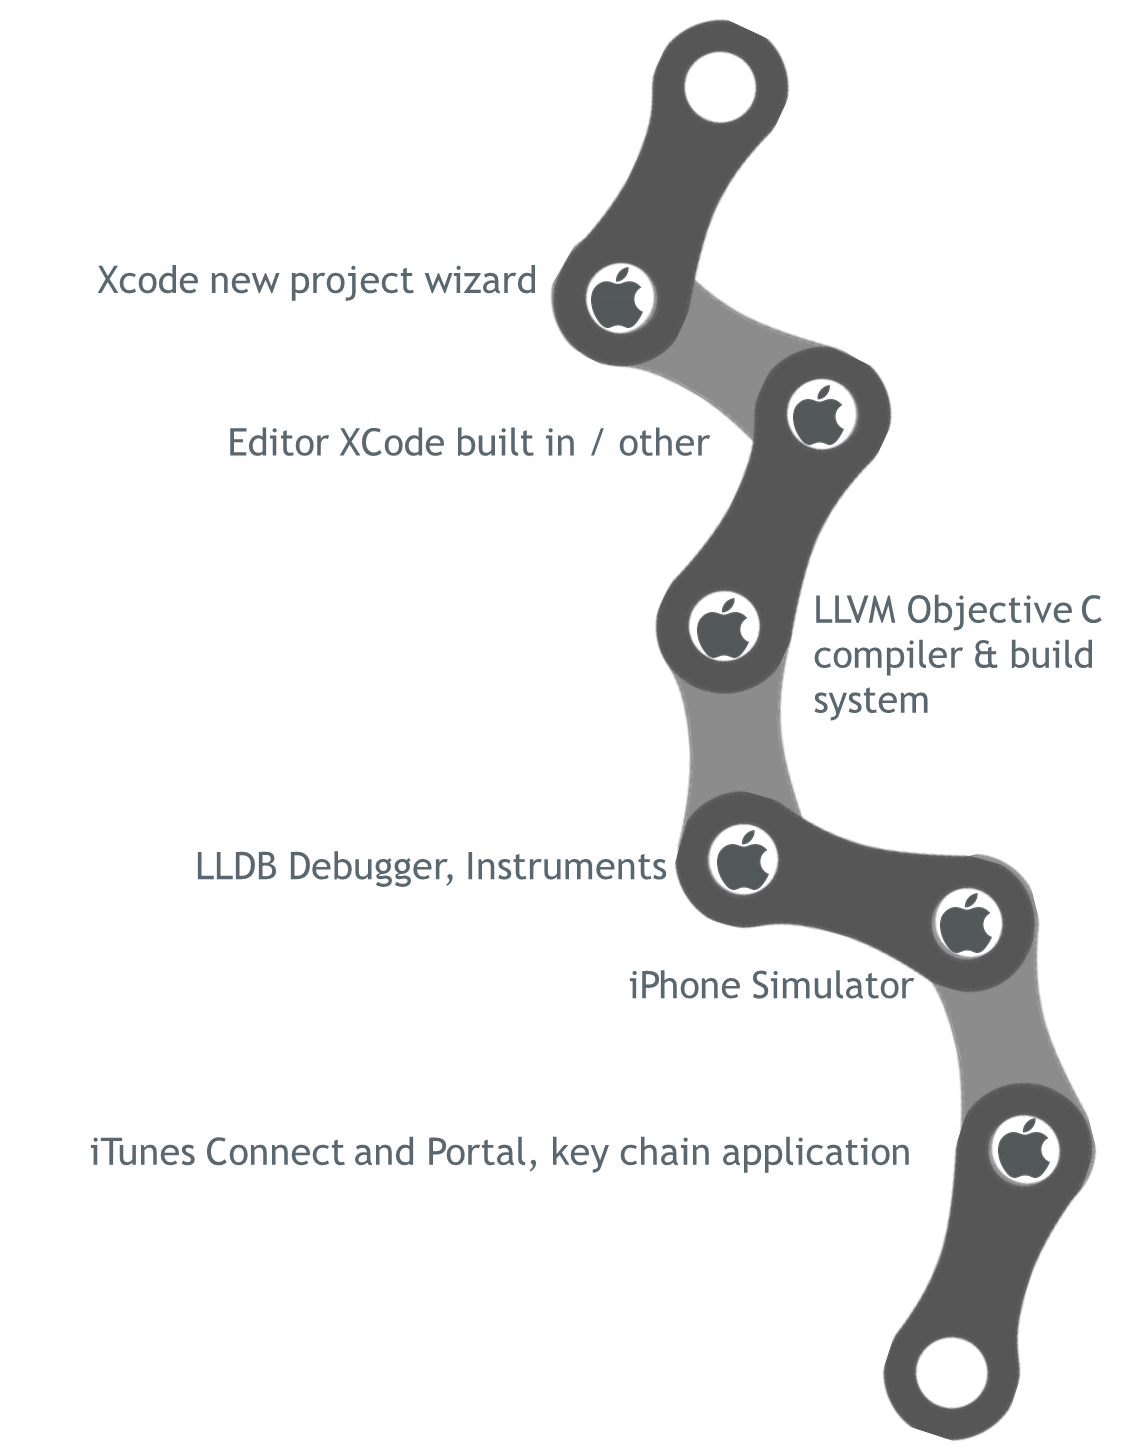 Xcode new project wizard
Editor XCode built in / other
LLVM Objective C
compiler & build
system
LLDB Debugger, Instruments
iPhone Simulator
iTunes Connect and Portal, key chain application